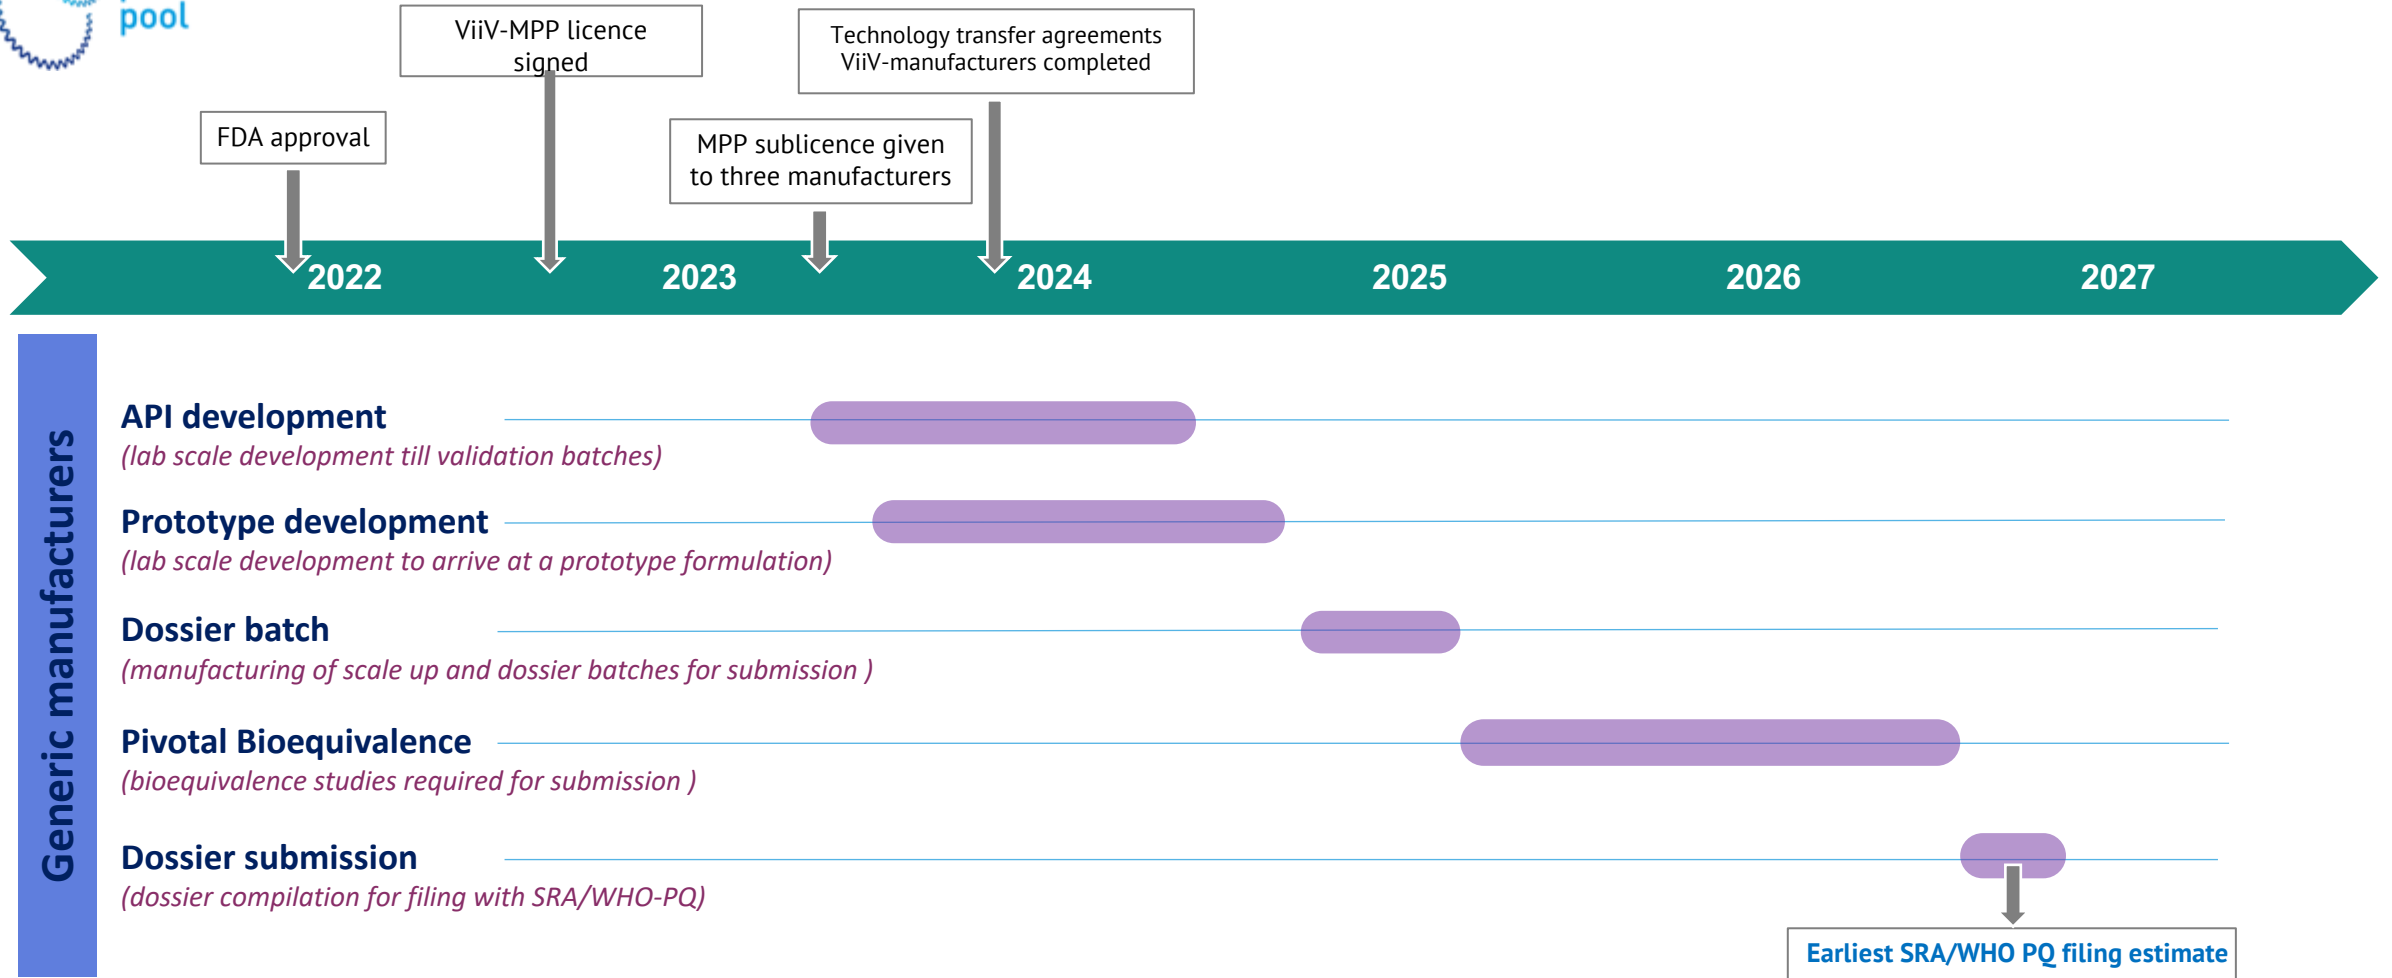 pool
ViiV-MPP licence
signed
Technology transfer agreements
ViiV-manufacturers completed
FDA approval
MPP sublicence given
to three manufacturers
2022
2023
2024
2025
2026
2027
Generic manufacturers
API development
(lab scale development till validation batches)
Prototype development
(lab scale development to arrive at a prototype formulation)
Dossier batch
(manufacturing of scale up and dossier batches for submission )
Pivotal Bioequivalence
(bioequivalence studies required for submission )
Dossier submission
(dossier compilation for filing with SRA/WHO-PQ)
Earliest SRA/WHO PQ filing estimate